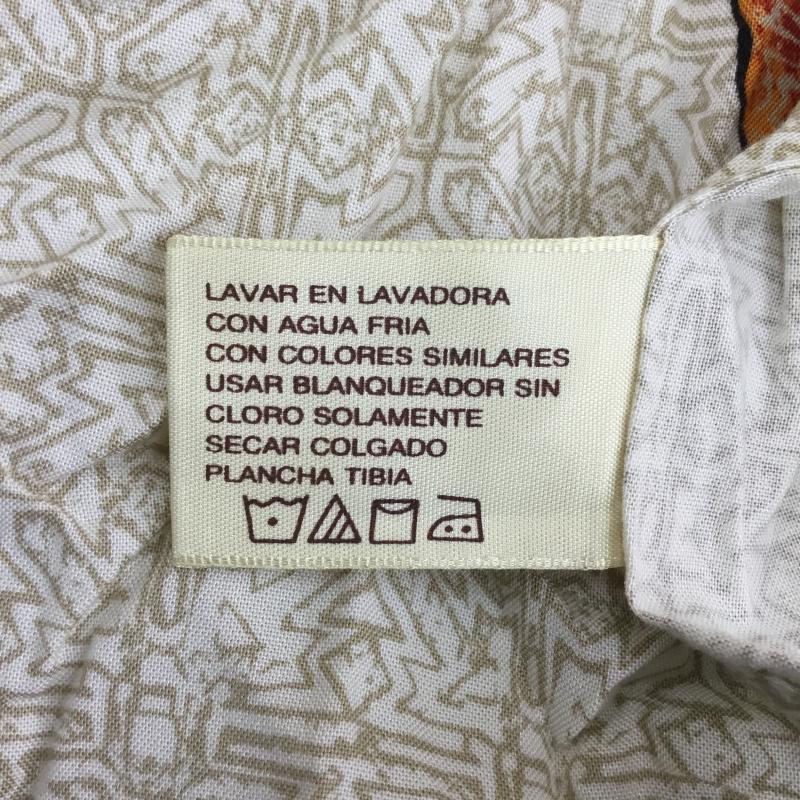 LAVAR EN LAVADORA
CON AGUA FRIA
CON COLORES SIMILARES
USAR BLANQUEADOR SIN
CLORO SOLAMENTE
SECAR COLGADO
PLANCHA TIBIA